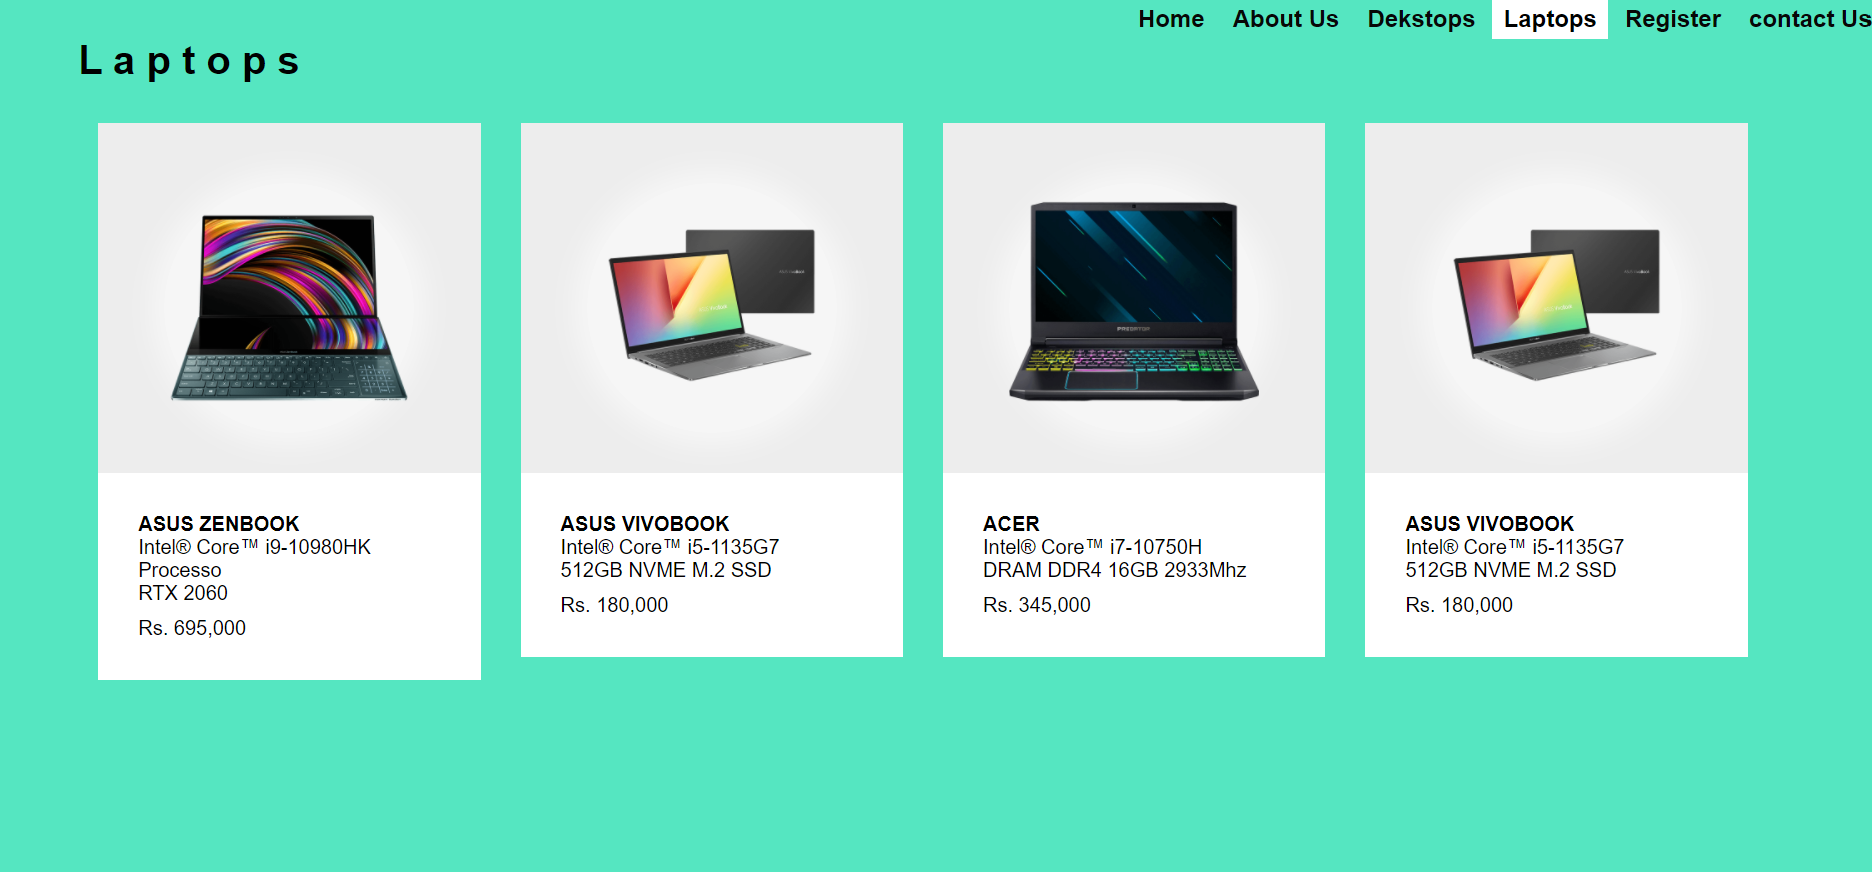 Home About Us Dekstops Laptops Register contact Us
Laptops
PREDATOR
ASUS ZENBOOK
Intel® Core™ i9-10980HK
Processo
RTX 2060
Rs. 695,000
ASUS VIVOBOOK
Intel® Core™ i5-1135G7
512GB NVME M.2 SSD
Rs. 180,000
ACER
Intel® Core™ i7-10750H
DRAM DDR4 16GB 2933Mhz
Rs. 345,000
ASUS VIVOBOOK
Intel® Core™ i5-1135G7
512GB NVME M.2 SSD
Rs. 180,000